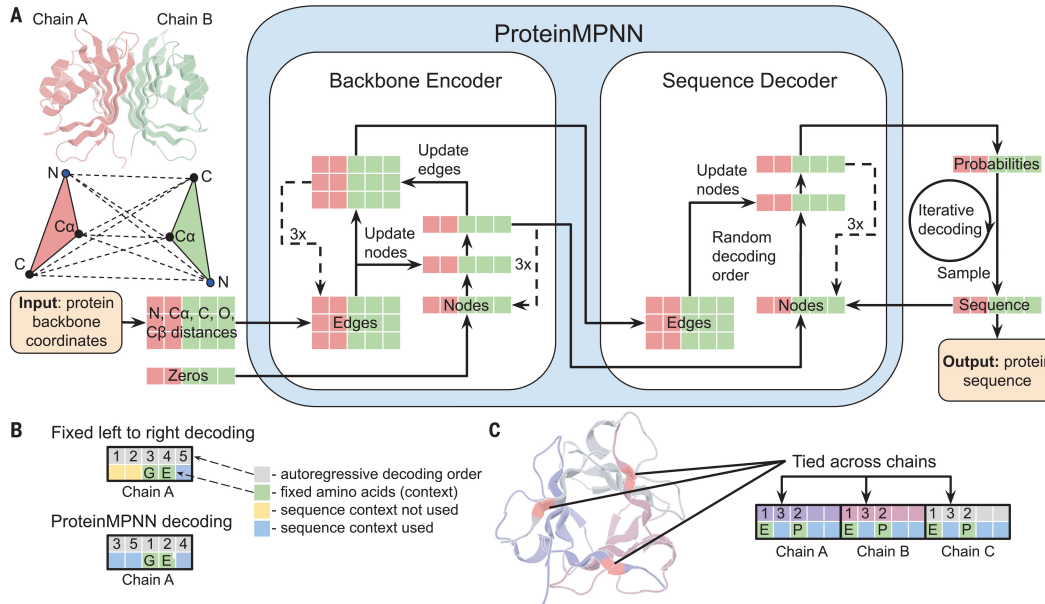 A
Chain A
Chain B
ProteinMPNN
Backbone Encoder
Sequence Decoder
N
C
Cα
Cα
C
N
Input: protein
backbone
coordinates
N, Cα, C, O,
Cβ distances
Zeros
Update
edges
3x
Update
nodes
3x
Edges
Nodes
Update
nodes
Random
decoding
order
3x
Edges
Nodes
Probabilities
Iterative
decoding
Sample
Sequence
Output: protein
sequence
B
Fixed left to right decoding
1 2 3 4 5
G E
Chain A
ProteinMPNN decoding
3 5 1 2 4
G E
Chain A
- autoregressive decoding order
- fixed amino acids (context)
- sequence context not used
- sequence context used
C
Tied across chains
1 3 2 1 3 2 1 3 2
E P E P E P
Chain A Chain B Chain C